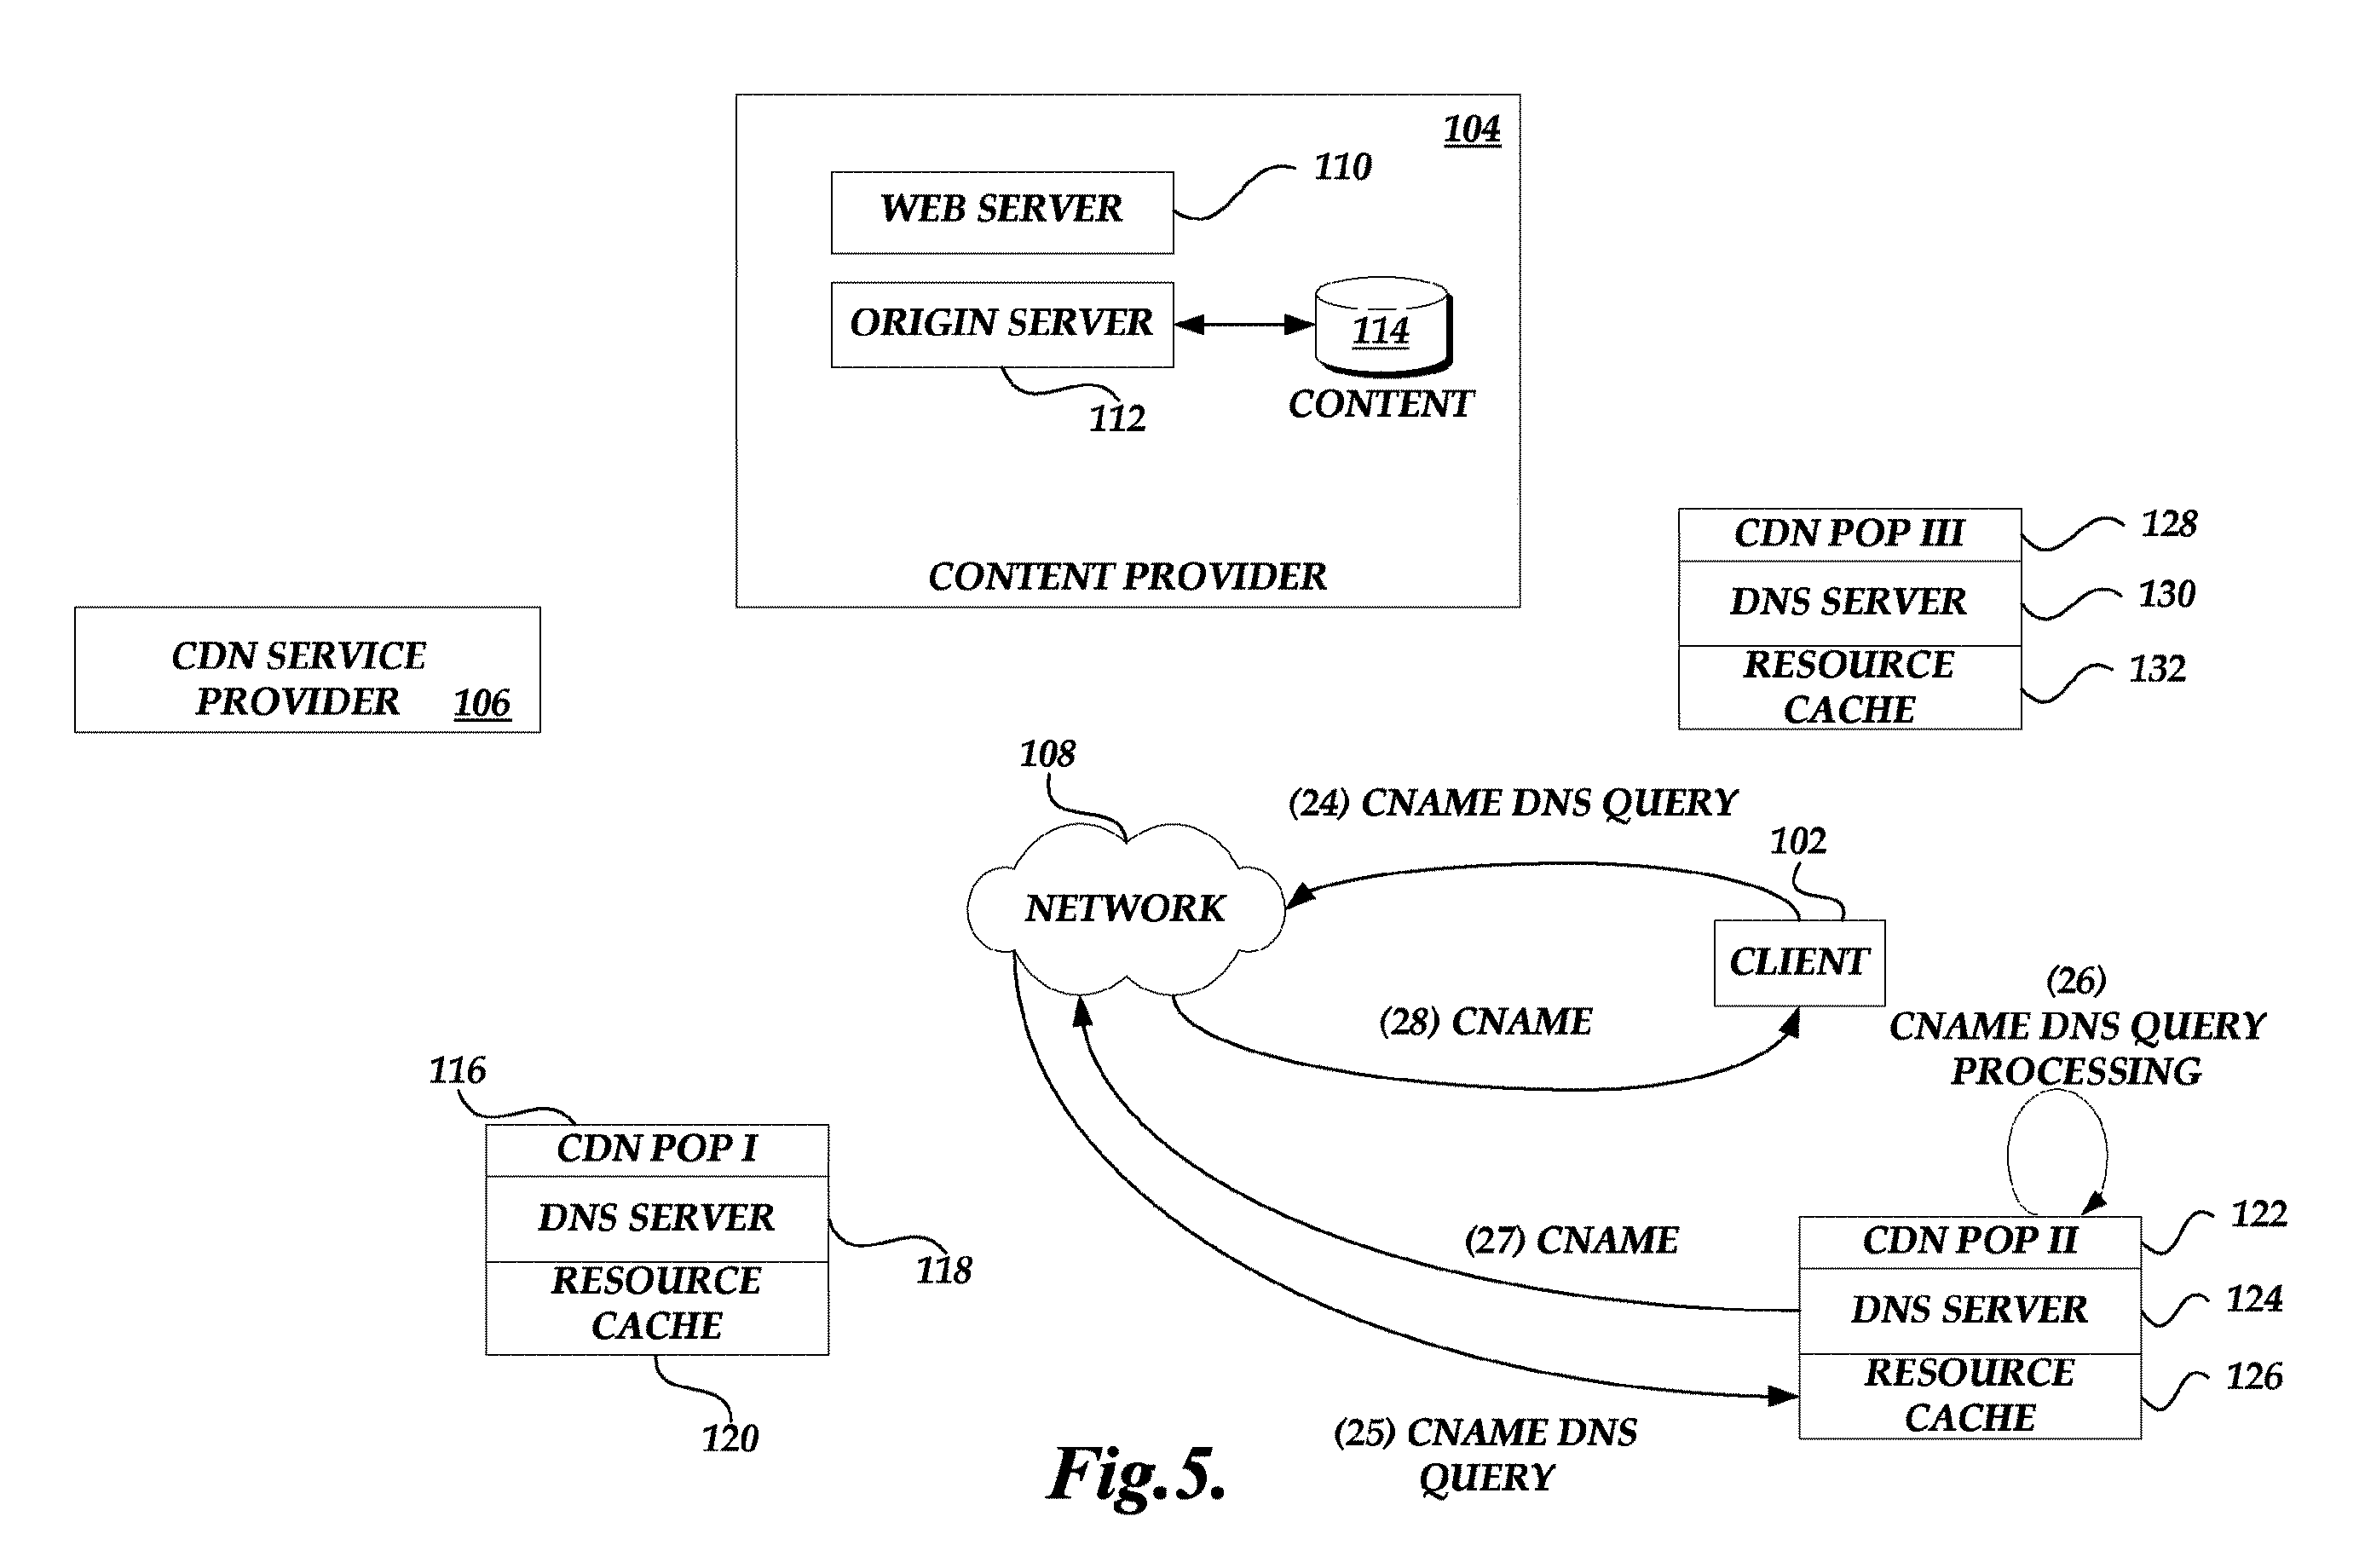 104
110
WEB SERVER
ORIGIN SERVER
114
112
CONTENT
CONTENT PROVIDER
CDN POP III
128
DNS SERVER
130
RESOURCE
CACHE
132
CDN SERVICE
PROVIDER
106
108
(24) CNAME DNS QUERY
102
NETWORK
CLIENT
(28) CNAME
(26)
CNAME DNS QUERY
PROCESSING
116
CDN POP I
DNS SERVER
118
RESOURCE
CACHE
120
(27) CNAME
CDN POP II
122
DNS SERVER
124
RESOURCE
CACHE
126
(25) CNAME DNS
QUERY
Fig.5.